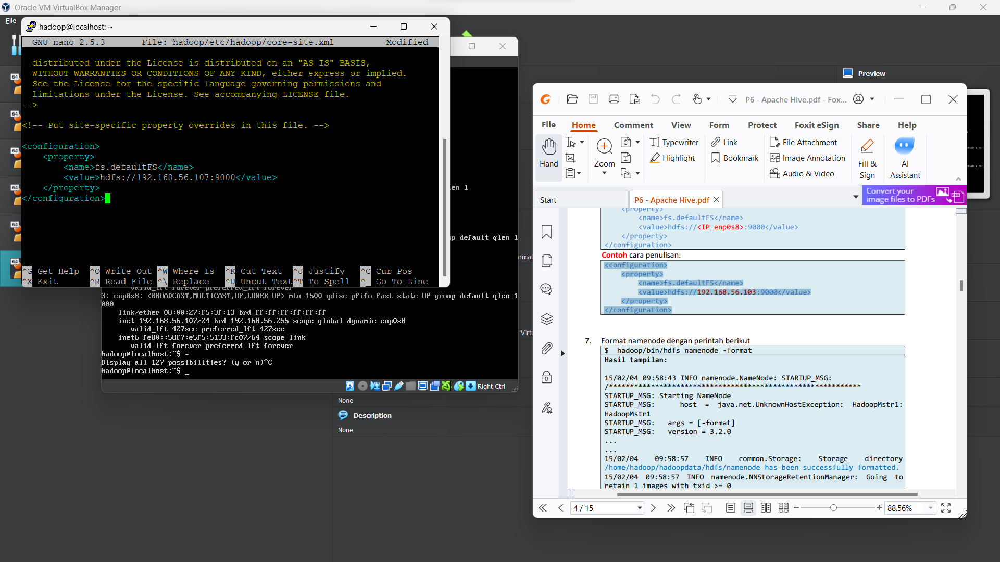 Oracle VM VirtualBox Manager
File
hadoop@localhost: ~
GNU nano 2.5.3 File: hadoop/etc/hadoop/core-site.xml Modified
distributed under the License is distributed on an "AS IS" BASIS,
WITHOUT WARRANTIES OR CONDITIONS OF ANY KIND, either express or implied.
See the License for the specific language governing permissions and
limitations under the License. See accompanying LICENSE file.
-->
<!-- Put site-specific property overrides in this file. -->
<configuration>
<property>
<name>fs.defaultFS</name>
<value>hdfs://192.168.56.107:9000</value>
</property>
</configuration>
^G Get Help ^O Write Out ^W Where Is ^K Cut Text ^J Justify ^C Cur Pos
^X Exit ^R Read File ^\ Replace ^U Uncut Text ^T To Spell ^_ Go To Line
64
64
64
64
64
64
en 1
up default qlen 1
valid_lft forever preferred_lft forever
3: enp0s8: <BROADCAST,MULTICAST,UP,LOWER_UP> mtu 1500 qdisc pfifo_fast state UP group default qlen 1
000
link/ether 08:00:27:f5:3f:13 brd ff:ff:ff:ff:ff:ff
inet 192.168.56.107/24 brd 192.168.56.255 scope global dynamic enp0s8
valid_lft 427sec preferred_lft 427sec
inet6 fe80::58f7:e5f5:5133:fc07/64 scope link
valid_lft forever preferred_lft forever
hadoop@localhost:~$ =
Display all 127 possibilities? (y or n)^C
hadoop@localhost:~$ _
Right Ctrl
None
Description
None
Preview
P6 - Apache Hive.pdf - Fox...
File Home Comment View Form Protect Foxit eSign Share Help
Hand
Zoom
Typewriter
Highlight
Link
Bookmark
File Attachment
Image Annotation
Audio & Video
Fill & Sign
AI Assistant
Start
P6 - Apache Hive.pdf
Convert your
image files to PDFs
<property>
<name>fs.defaultFS</name>
<value>hdfs://<IP_enp0s8>:9000</value>
</property>
</configuration>
Contoh cara penulisan:
<configuration>
<property>
<name>fs.defaultFS</name>
<value>hdfs://192.168.56.103:9000</value>
</property>
</configuration>
7. Format namenode dengan perintah berikut
$ hadoop/bin/hdfs namenode -format
Hasil tampilan:
15/02/04 09:58:43 INFO namenode.NameNode: STARTUP_MSG:
/************************************************************
STARTUP_MSG: Starting NameNode
STARTUP_MSG: host = java.net.UnknownHostException: HadoopMstr1:
HadoopMstr1
STARTUP_MSG: args = [-format]
STARTUP_MSG: version = 3.2.0
...
...
15/02/04 09:58:57 INFO common.Storage: Storage directory
/home/hadoop/hadoopdata/hdfs/namenode has been successfully formatted.
15/02/04 09:58:57 INFO namenode.NNStorageRetentionManager: Going to
retain 1 images with txid >= 0
4 / 15
88.56%